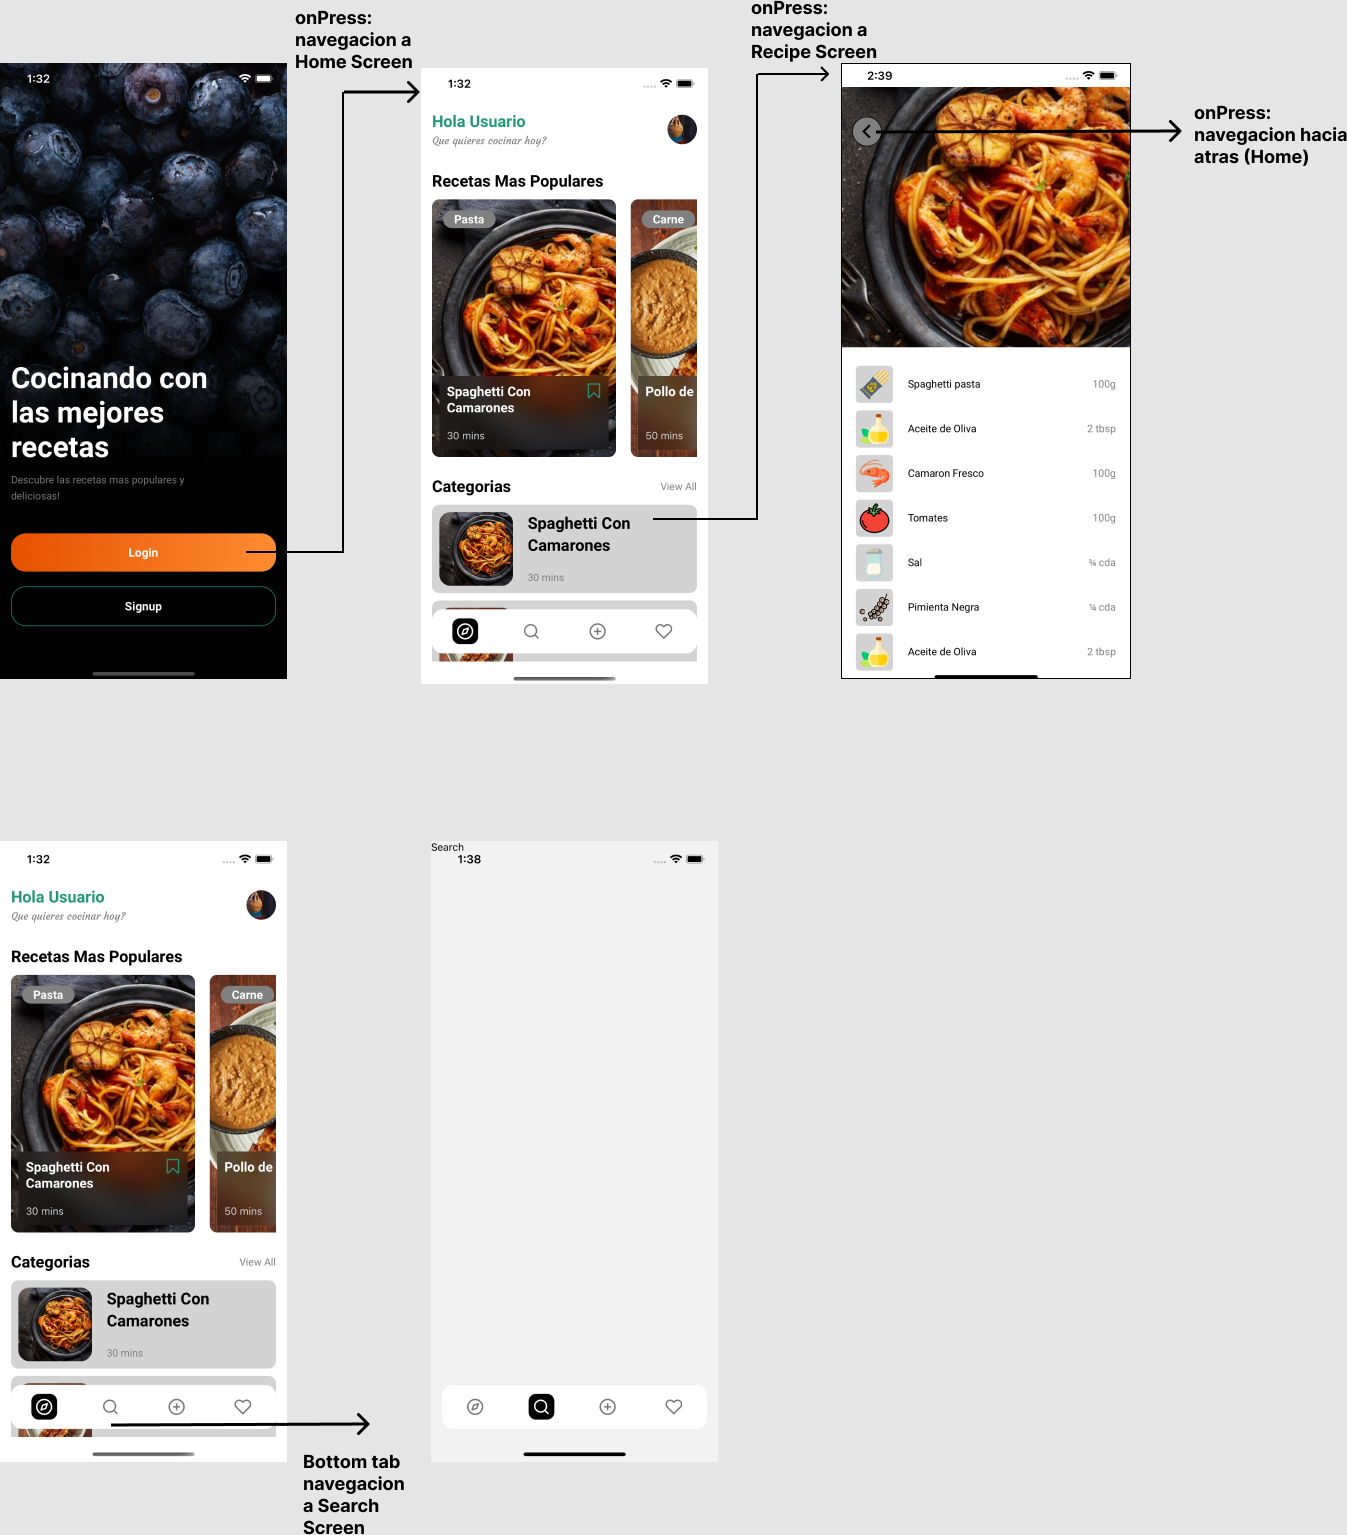 onPress:
navegacion a
Home Screen
onPress:
navegacion a
Recipe Screen
onPress:
navegacion hacia
atras (Home)
1:32
Cocinando con
las mejores
recetas
Descubre las recetas mas populares y
deliciosas!
Login
Signup
1:32
Hola Usuario
Que quieres cocinar hoy?
Recetas Mas Populares
Pasta
Carne
Spaghetti Con
Camarones
30 mins
Pollo de
50 mins
Categorias
View All
Spaghetti Con
Camarones
30 mins
2:39
Spaghetti pasta 100g
Aceite de Oliva 2 tbsp
Camaron Fresco 100g
Tomates 100g
Sal ¾ cda
Pimienta Negra ¼ cda
Aceite de Oliva 2 tbsp
1:32
Hola Usuario
Que quieres cocinar hoy?
Recetas Mas Populares
Pasta
Carne
Spaghetti Con
Camarones
30 mins
Pollo de
50 mins
Categorias
View All
Spaghetti Con
Camarones
30 mins
Search
1:38
Bottom tab
navegacion
a Search
Screen